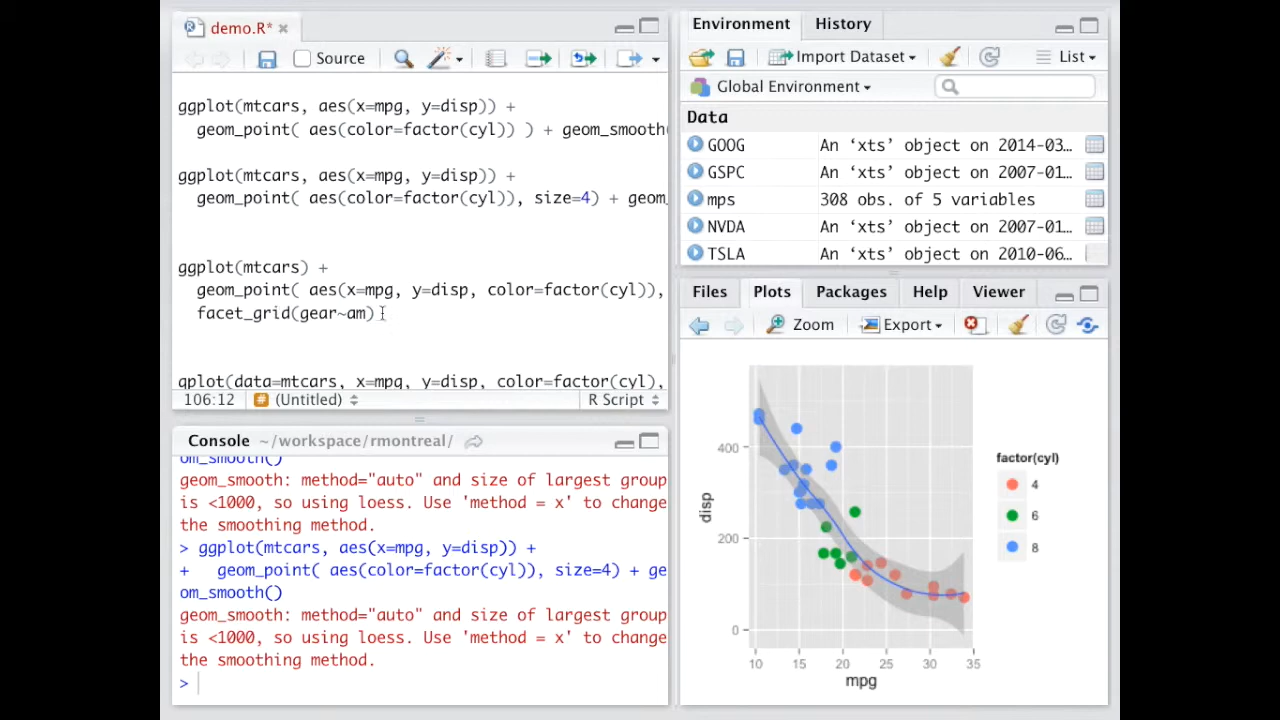 demo.R*
Source
ggplot(mtcars, aes(x=mpg, y=disp)) +
geom_point( aes(color=factor(cyl)) ) + geom_smooth(
ggplot(mtcars, aes(x=mpg, y=disp)) +
geom_point( aes(color=factor(cyl)), size=4) + geom_
ggplot(mtcars) +
geom_point( aes(x=mpg, y=disp, color=factor(cyl)),
facet_grid(gear~am)
qplot(data=mtcars, x=mpg, y=disp, color=factor(cyl),
106:12 # (Untitled) R Script
Console ~/workspace/rmontreal/
om_smooth()
geom_smooth: method="auto" and size of largest group
is <1000, so using loess. Use 'method = x' to change
the smoothing method.
> ggplot(mtcars, aes(x=mpg, y=disp)) +
+   geom_point( aes(color=factor(cyl)), size=4) + ge
om_smooth()
geom_smooth: method="auto" and size of largest group
is <1000, so using loess. Use 'method = x' to change
the smoothing method.
>
Environment History
Import Dataset List
Global Environment
Data
GOOG An ‘xts’ object on 2014-03…
GSPC An ‘xts’ object on 2007-01…
mps 308 obs. of 5 variables
NVDA An ‘xts’ object on 2007-01…
TSLA An ‘xts’ object on 2010-06…
Files Plots Packages Help Viewer
Zoom Export
400
200
0
disp
10 15 20 25 30 35
mpg
factor(cyl)
4
6
8